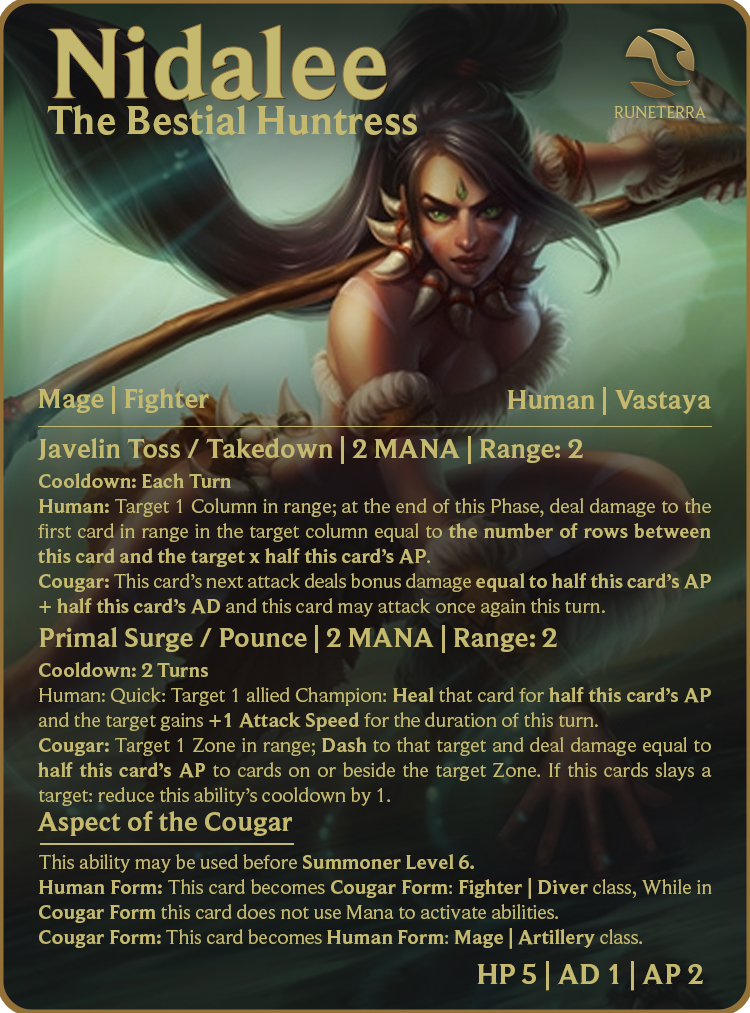 Nidalee
The Bestial Huntress
RUNETERRA
Mage | Fighter
Human | Vastaya
Javelin Toss / Takedown | 2 MANA | Range: 2
Cooldown: Each Turn
Human: Target 1 Column in range; at the end of this Phase, deal damage to the
first card in range in the target column equal to the number of rows between
this card and the target x half this card's AP.
Cougar: This card's next attack deals bonus damage equal to half this card's AP
+ half this card's AD and this card may attack once again this turn.
Primal Surge / Pounce | 2 MANA | Range: 2
Cooldown: 2 Turns
Human: Quick: Target 1 allied Champion: Heal that card for half this card's AP
and the target gains +1 Attack Speed for the duration of this turn.
Cougar: Target 1 Zone in range; Dash to that target and deal damage equal to
half this card's AP to cards on or beside the target Zone. If this cards slays a
target: reduce this ability's cooldown by 1.
Aspect of the Cougar
This ability may be used before Summoner Level 6.
Human Form: This card becomes Cougar Form: Fighter | Diver class, While in
Cougar Form this card does not use Mana to activate abilities.
Cougar Form: This card becomes Human Form: Mage | Artillery class.
HP 5 | AD 1 | AP 2